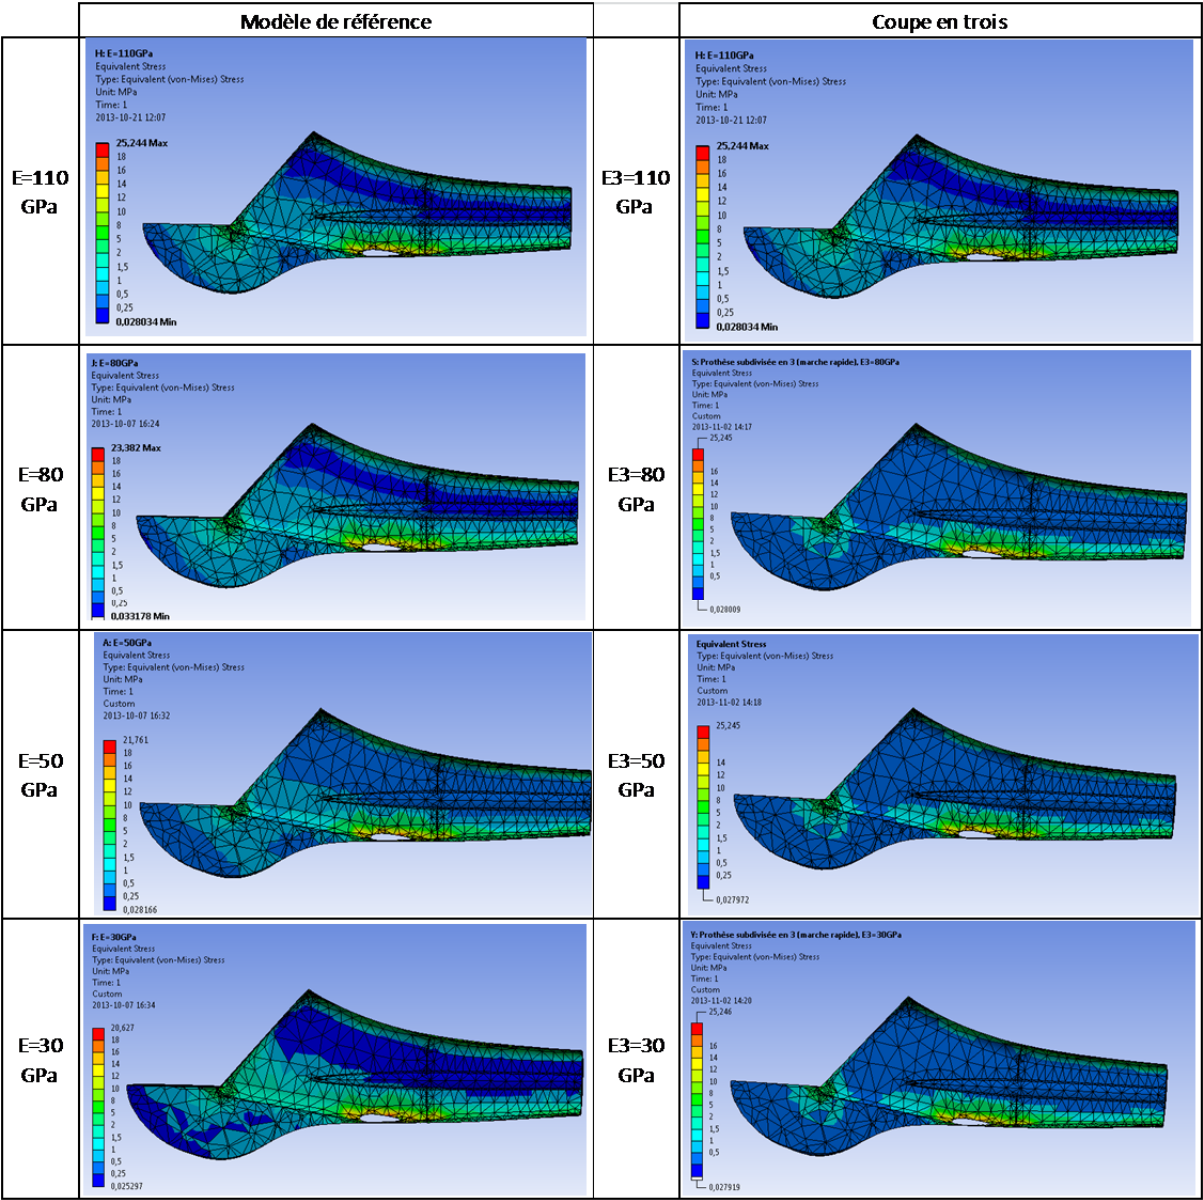 Modèle de référence
Coupe en trois
E=110
GPa
H: E=110GPa
Equivalent Stress
Type: Equivalent (von-Mises) Stress
Unit: MPa
Time: 1
2013-10-21 12:07
25,244 Max
18
16
14
12
10
8
5
2
1,5
1
0,5
0,25
0,028034 Min
E3=110
GPa
H: E=110GPa
Equivalent Stress
Type: Equivalent (von-Mises) Stress
Unit: MPa
Time: 1
2013-10-21 12:07
25,244 Max
18
16
14
12
10
8
5
2
1,5
1
0,5
0,25
0,028034 Min
E=80
GPa
J: E=80GPa
Equivalent Stress
Type: Equivalent (von-Mises) Stress
Unit: MPa
Time: 1
2013-10-07 16:24
23,382 Max
18
16
14
12
10
8
5
2
1,5
1
0,5
0,25
0,033178 Min
E3=80
GPa
S: Prothèse subdivisée en 3 (marche rapide), E3=80GPa
Equivalent Stress
Type: Equivalent (von-Mises) Stress
Unit: MPa
Time: 1
Custom
2013-11-02 14:17
25,245
16
14
12
10
8
5
2
1,5
1
0,5
0,028009
E=50
GPa
A: E=50GPa
Equivalent Stress
Type: Equivalent (von-Mises) Stress
Unit: MPa
Time: 1
Custom
2013-10-07 16:32
21,761
18
16
14
12
10
8
5
2
1,5
1
0,5
0,25
0,028166
E3=50
GPa
Equivalent Stress
Type: Equivalent (von-Mises) Stress
Unit: MPa
Time: 1
Custom
2013-11-02 14:18
25,245
14
12
10
8
5
2
1,5
1
0,5
0,25
0,027972
E=30
GPa
F: E=30GPa
Equivalent Stress
Type: Equivalent (von-Mises) Stress
Unit: MPa
Time: 1
Custom
2013-10-07 16:34
20,627
18
16
14
12
10
8
5
2
1,5
1
0,5
0,25
0,025297
E3=30
GPa
V: Prothèse subdivisée en 3 (marche rapide), E3=30GPa
Equivalent Stress
Type: Equivalent (von-Mises) Stress
Unit: MPa
Time: 1
Custom
2013-11-02 14:20
25,246
16
14
12
10
8
5
2
1,5
1
0,5
0,027919